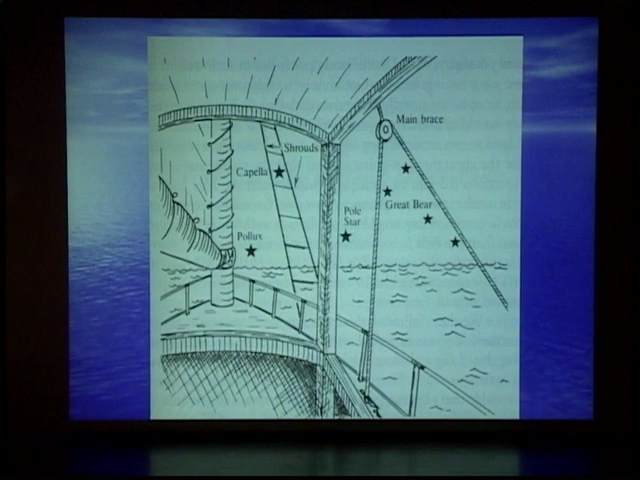 Main brace
Shrouds
Capella
Great Bear
Pole
Star
Pollux